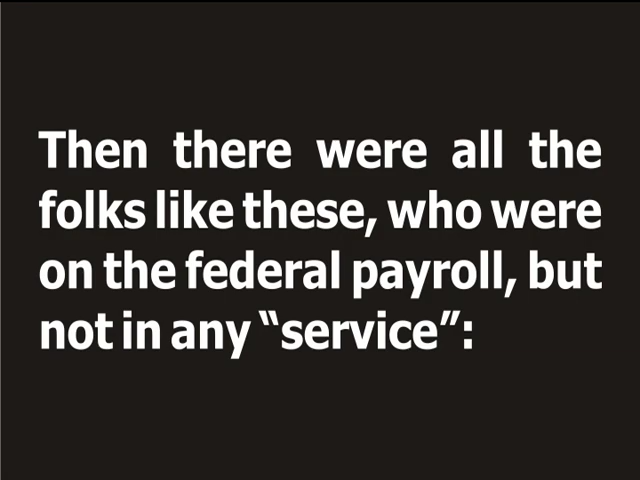 Then there were all the
folks like these, who were
on the federal payroll, but
not in any “service”: